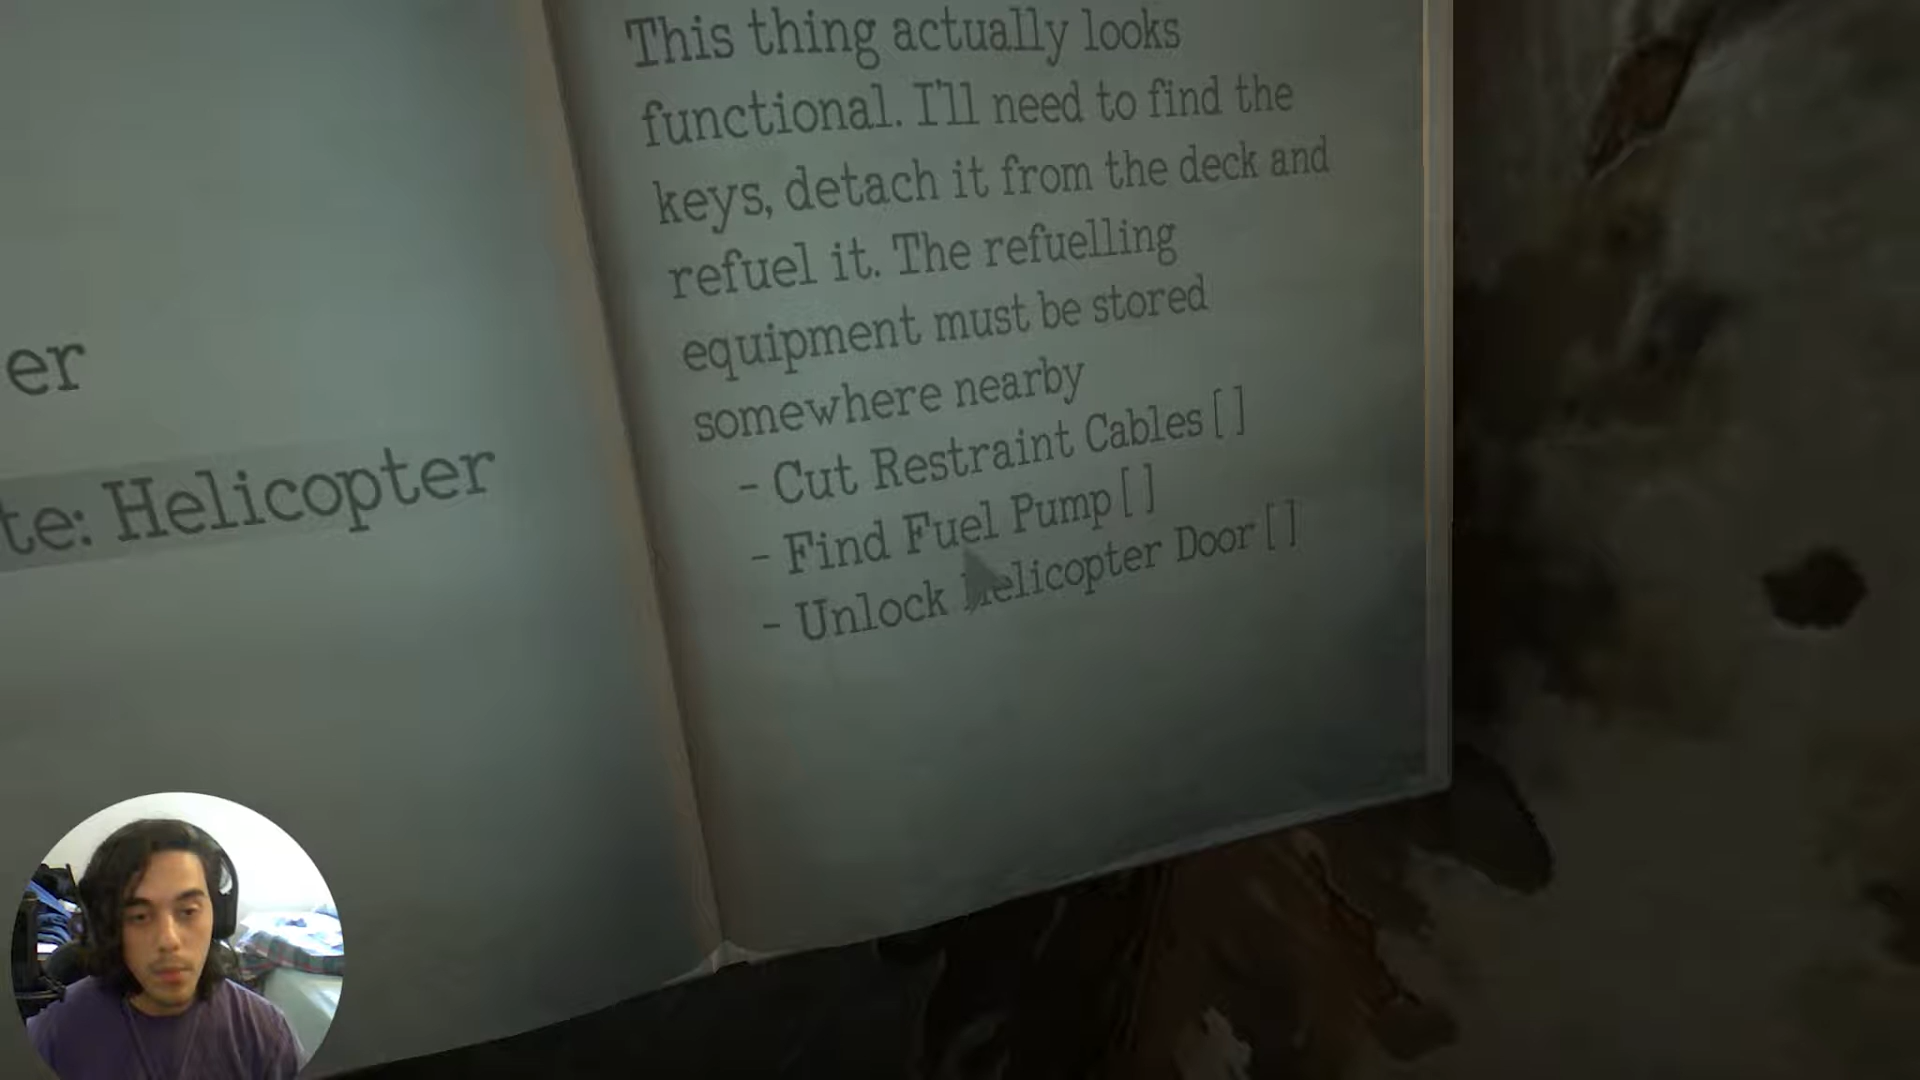 er
te: Helicopter
This thing actually looks
functional. I'll need to find the
keys, detach it from the deck and
refuel it. The refuelling
equipment must be stored
somewhere nearby
- Cut Restraint Cables [ ]
- Find Fuel Pump [ ]
- Unlock Helicopter Door [ ]